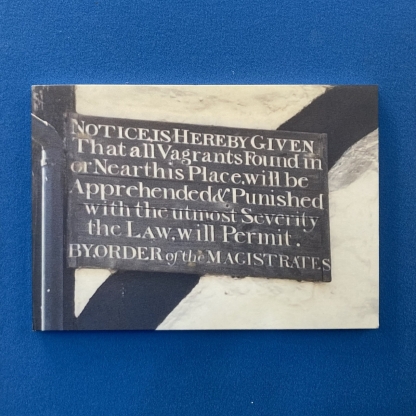 NOTICE.IS HEREBY GIVEN
That all Vagrants Found in
or Near this Place, will be
Apprehended & Punished
with the utmost Severity
the Law, will Permit.
BY.ORDER of the MAGISTRATES